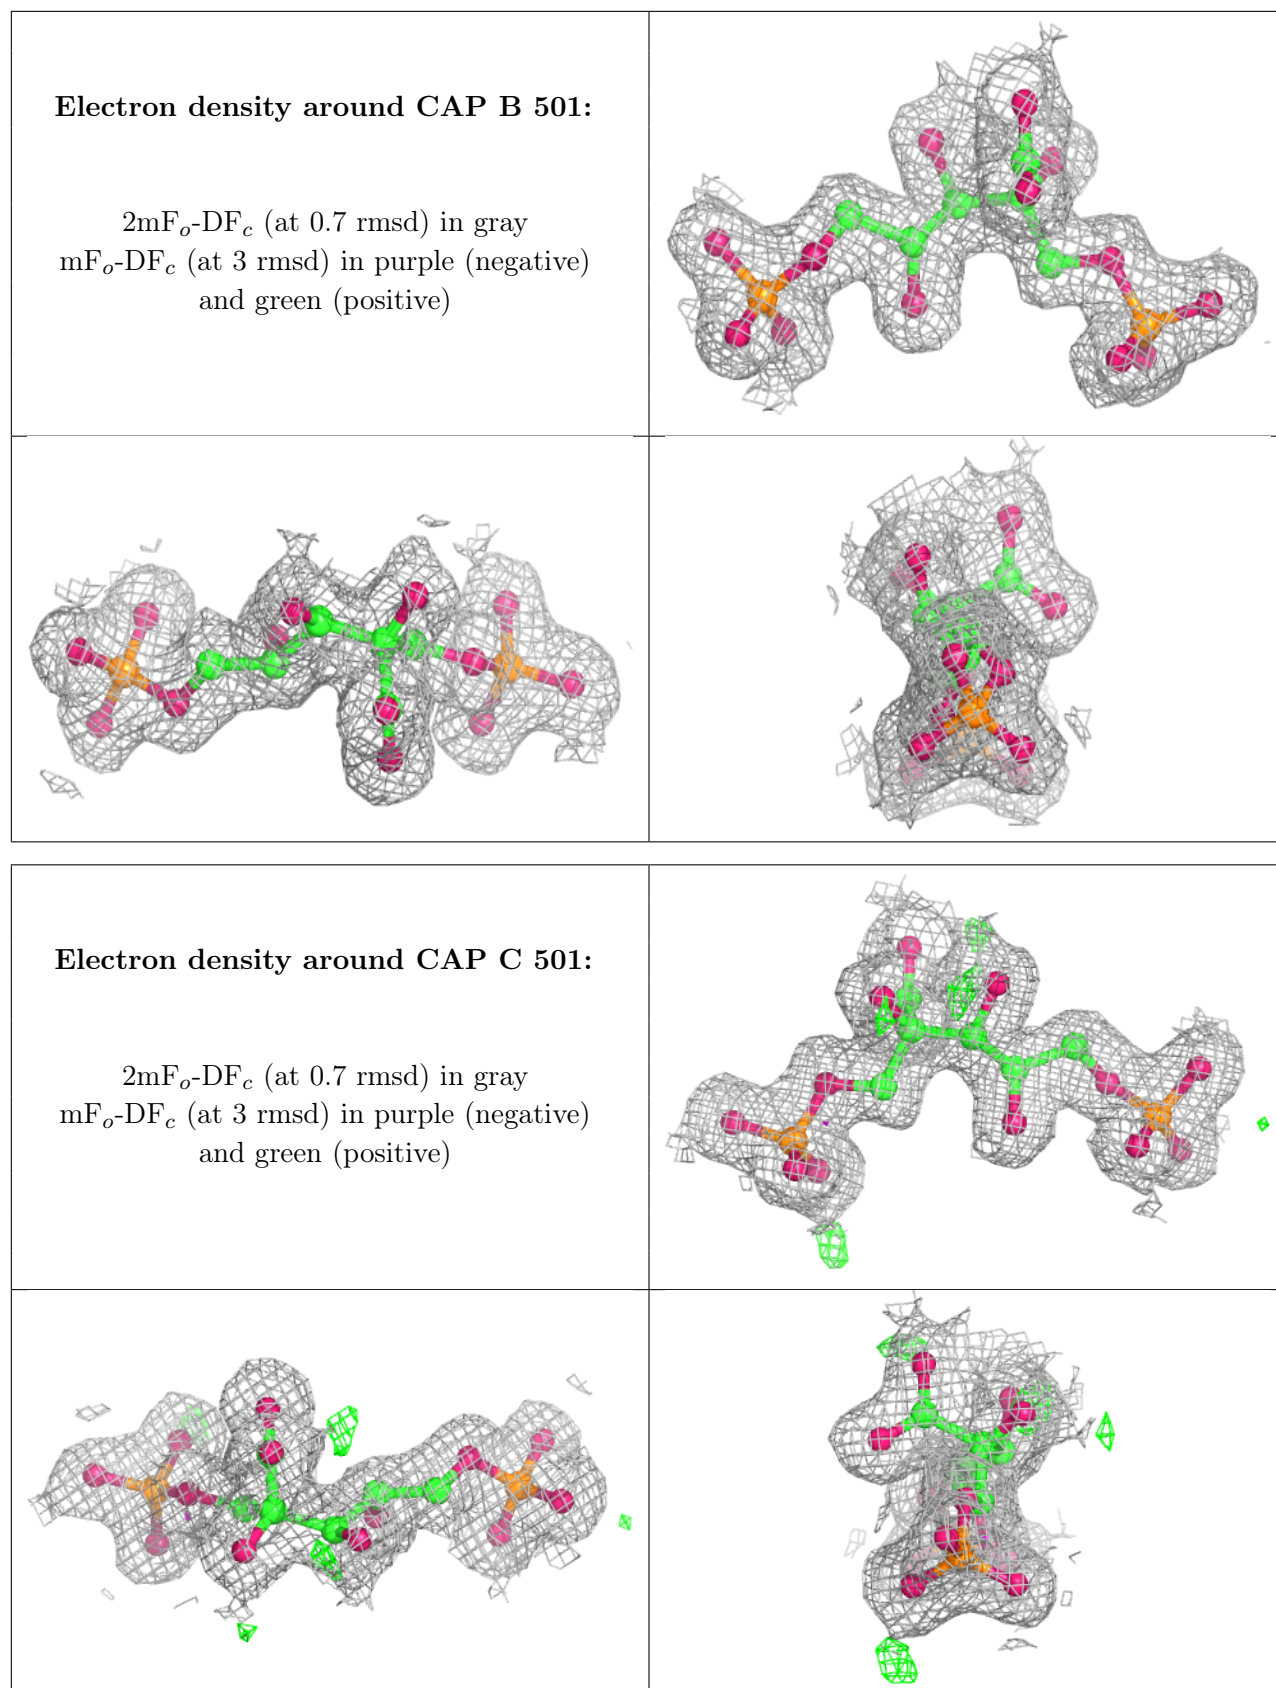 Electron density around CAP B 501:
2mFo-DFc (at 0.7 rmsd) in gray
mFo-DFc (at 3 rmsd) in purple (negative)
and green (positive)
Electron density around CAP C 501:
2mFo-DFc (at 0.7 rmsd) in gray
mFo-DFc (at 3 rmsd) in purple (negative)
and green (positive)